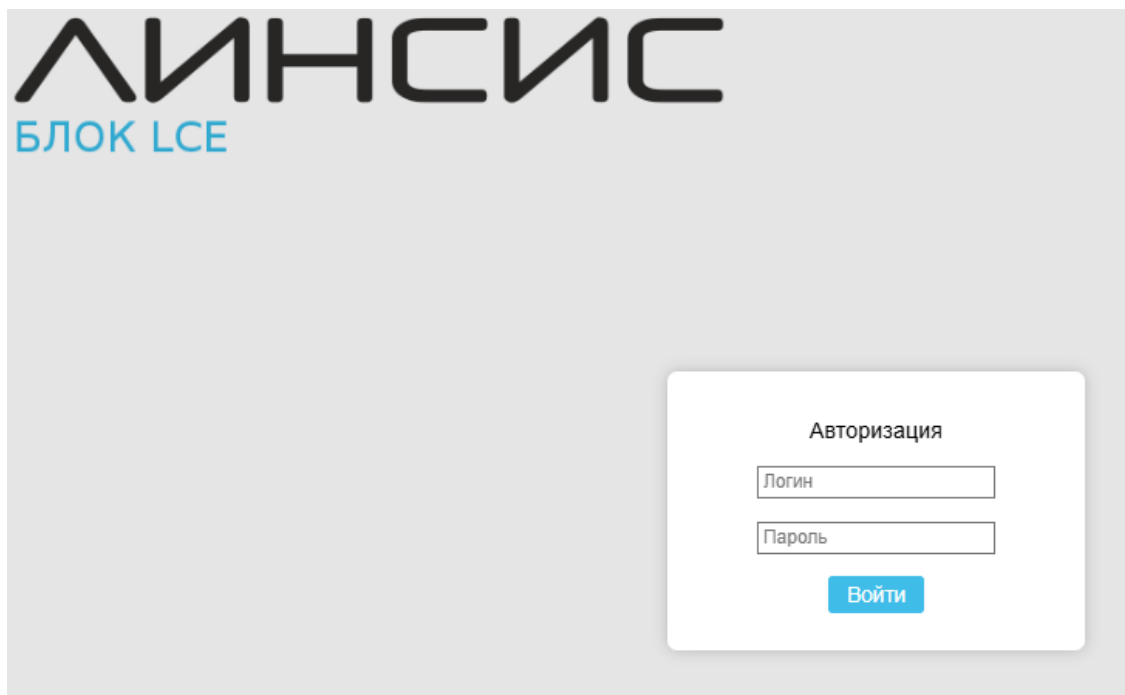 ЛИНСИС
БЛОК LCE
Авторизация
Логин
Пароль
Войти